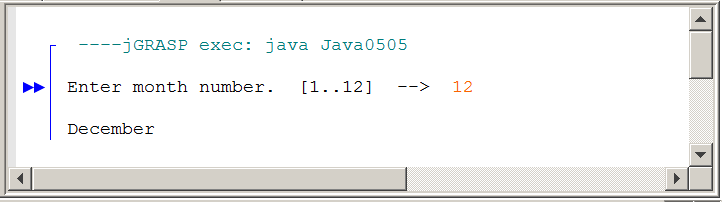 ----jGRASP exec: java Java0505
Enter month number.  [1..12]  -->  12
December